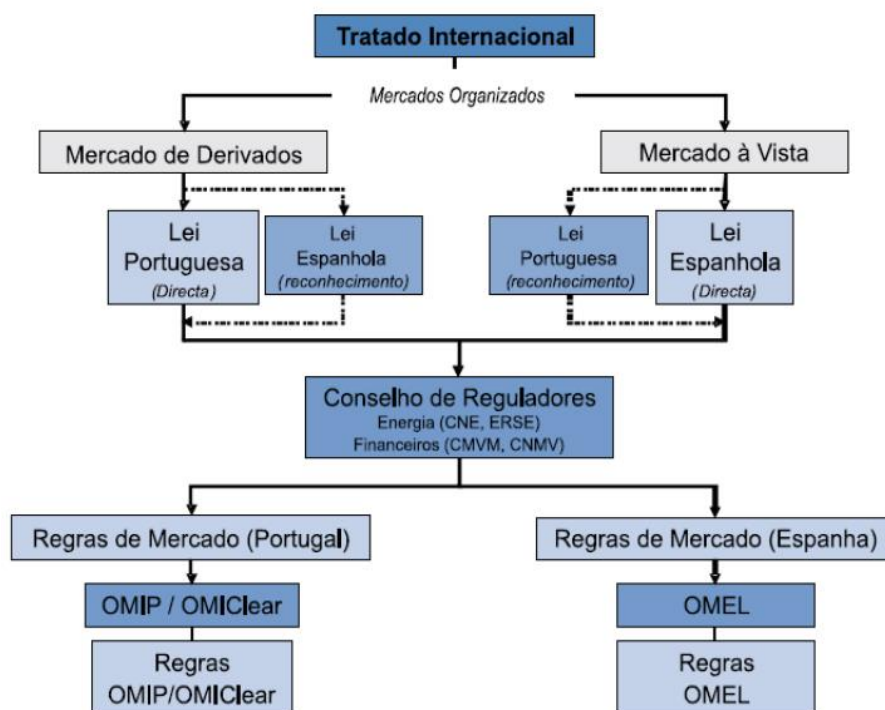 Tratado Internacional
Mercados Organizados
Mercado de Derivados
Mercado à Vista
Lei
Portuguesa
(Directa)
Lei
Espanhola
(reconhecimento)
Lei
Portuguesa
(reconhecimento)
Lei
Espanhola
(Directa)
Conselho de Reguladores
Energia (CNE, ERSE)
Financeiros (CMVM, CNMV)
Regras de Mercado (Portugal)
Regras de Mercado (Espanha)
OMIP / OMIClear
OMEL
Regras
OMIP/OMIClear
Regras
OMEL